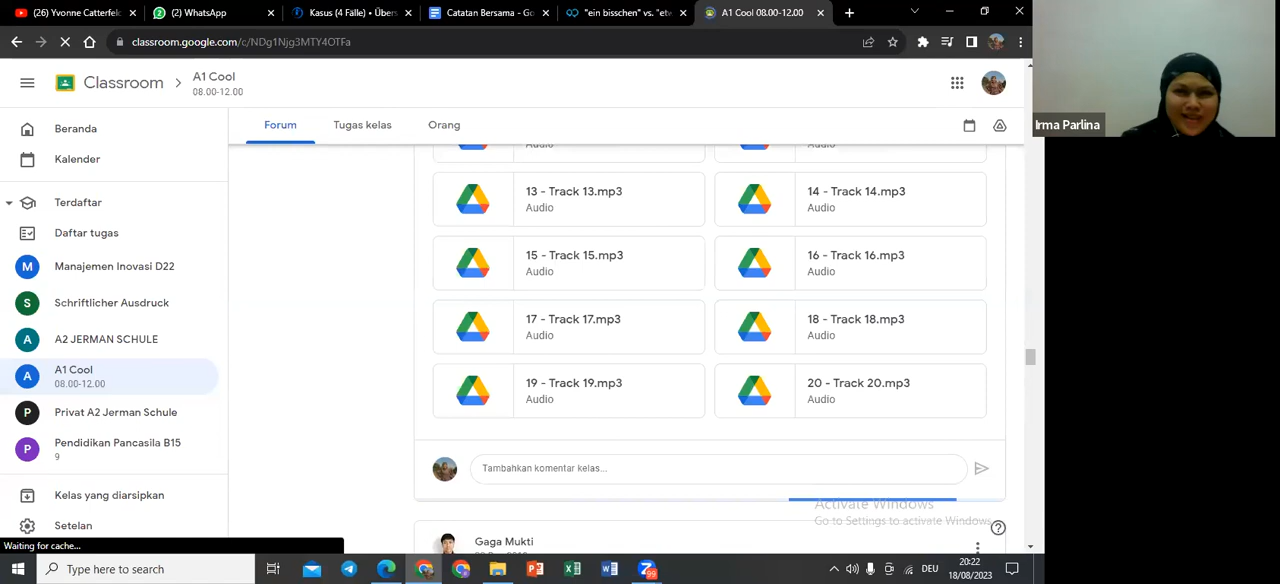 (26) Yvonne Catterfelc
(2) WhatsApp
Kasus (4 Fälle) • Übers
Catatan Bersama - Go
"ein bisschen" vs. "etw
A1 Cool 08.00-12.00
classroom.google.com/c/NDg1Njg3MTY4OTFa
Classroom
A1 Cool
08.00-12.00
Irma Parlina
Forum
Tugas kelas
Orang
Beranda
Kalender
Terdaftar
Daftar tugas
M
Manajemen Inovasi D22
S
Schriftlicher Ausdruck
A
A2 JERMAN SCHULE
A
A1 Cool
08.00-12.00
P
Privat A2 Jerman Schule
P
Pendidikan Pancasila B15
9
Kelas yang diarsipkan
Setelan
Audio
Audio
13 - Track 13.mp3
Audio
14 - Track 14.mp3
Audio
15 - Track 15.mp3
Audio
16 - Track 16.mp3
Audio
17 - Track 17.mp3
Audio
18 - Track 18.mp3
Audio
19 - Track 19.mp3
Audio
20 - Track 20.mp3
Audio
Tambahkan komentar kelas...
Activate Windows
Go to Settings to activate Windows.
Gaga Mukti
Waiting for cache...
Type here to search
DEU
20:22
18/08/2023